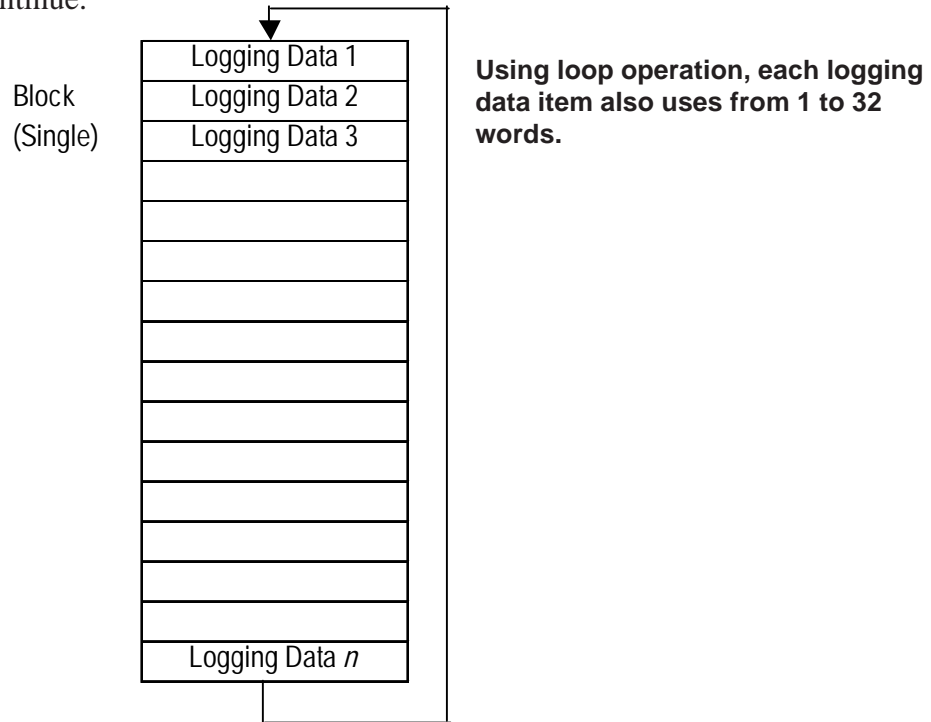 Logging Data 1
Block
(Single)
Logging Data 2
Logging Data 3
Logging Data n
Using loop operation, each logging
data item also uses from 1 to 32
words.